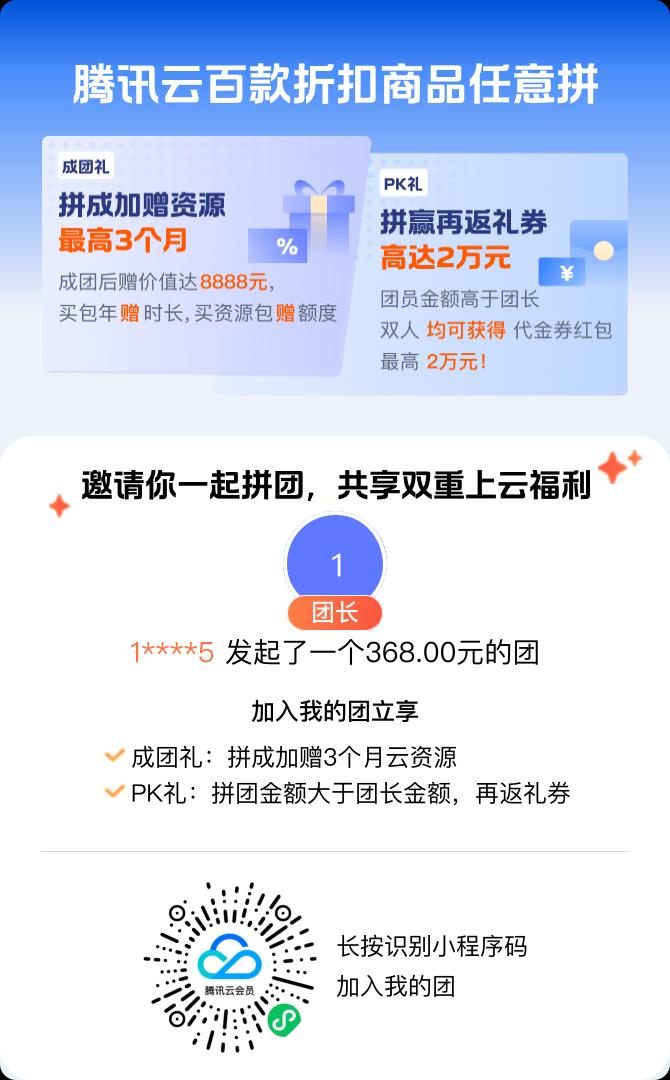 腾讯云百款折扣商品任意拼
成团礼
拼成加赠资源
最高3个月
%
成团后赠价值达8888元,
买包年赠时长,买资源包赠额度
PK礼
拼赢再返礼券
高达2万元
¥
团员金额高于团长
双人 均可获得 代金券红包
最高 2万元!
邀请你一起拼团，共享双重上云福利
1
团长
1****5 发起了一个368.00元的团
加入我的团立享
成团礼：拼成加赠3个月云资源
PK礼：拼团金额大于团长金额，再返礼券
腾讯云会员
长按识别小程序码
加入我的团